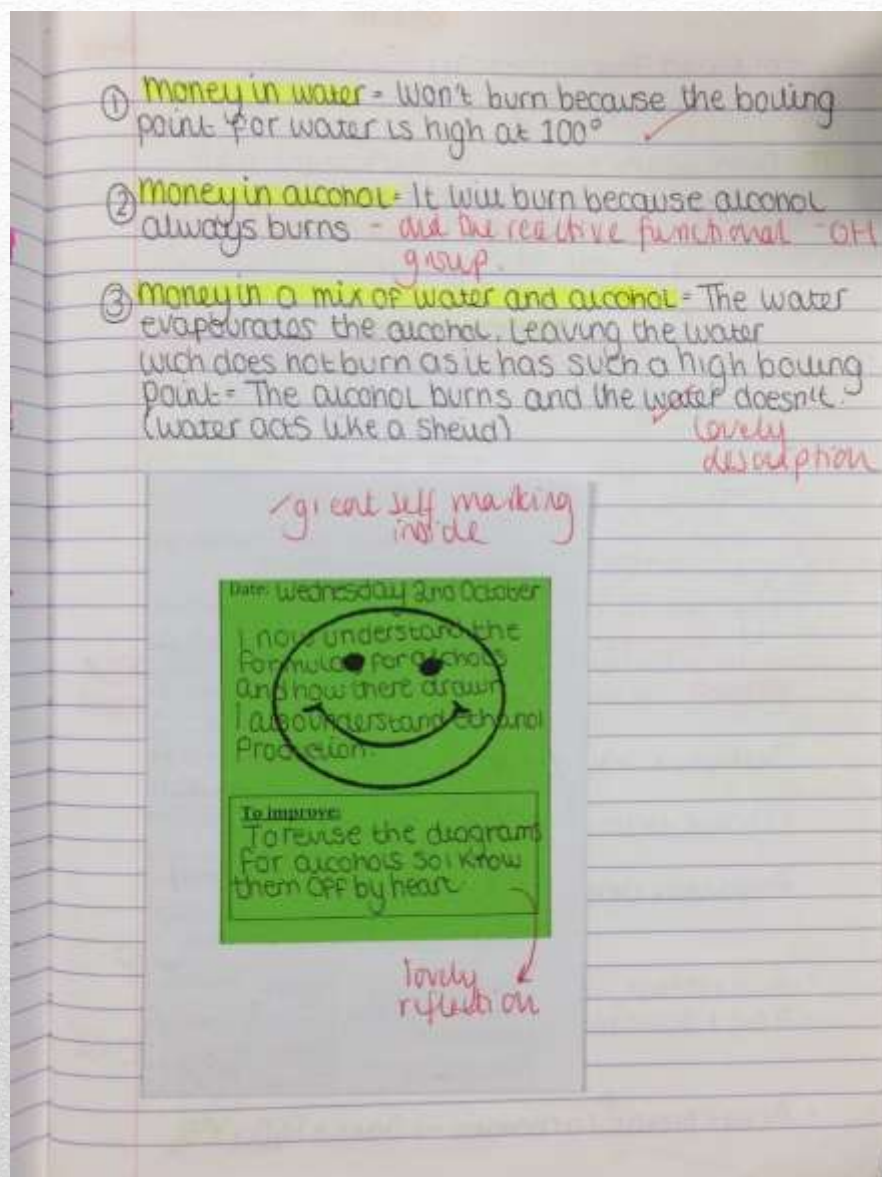 ① Money in water = Won't burn because the boiling
point for water is high at 100°
② Money in alcohol = It will burn because alcohol
always burns - and the reactive functional -OH
group.
③ Money in a mix of water and alcohol = The water
evapourates the alcohol. Leaving the water
wich does not burn as it has such a high boiling
point = The alcohol burns and the water doesn't.
(water acts like a sheild)
lovely
description
great self marking
inside
Date: Wednesday 2nd October
I now understand the
formulas for alchols
and how there drawn
I also understand ethanol
Production.
To improve:
To revise the diagrams
for alcohols so i know
them off by heart
lovely
reflection